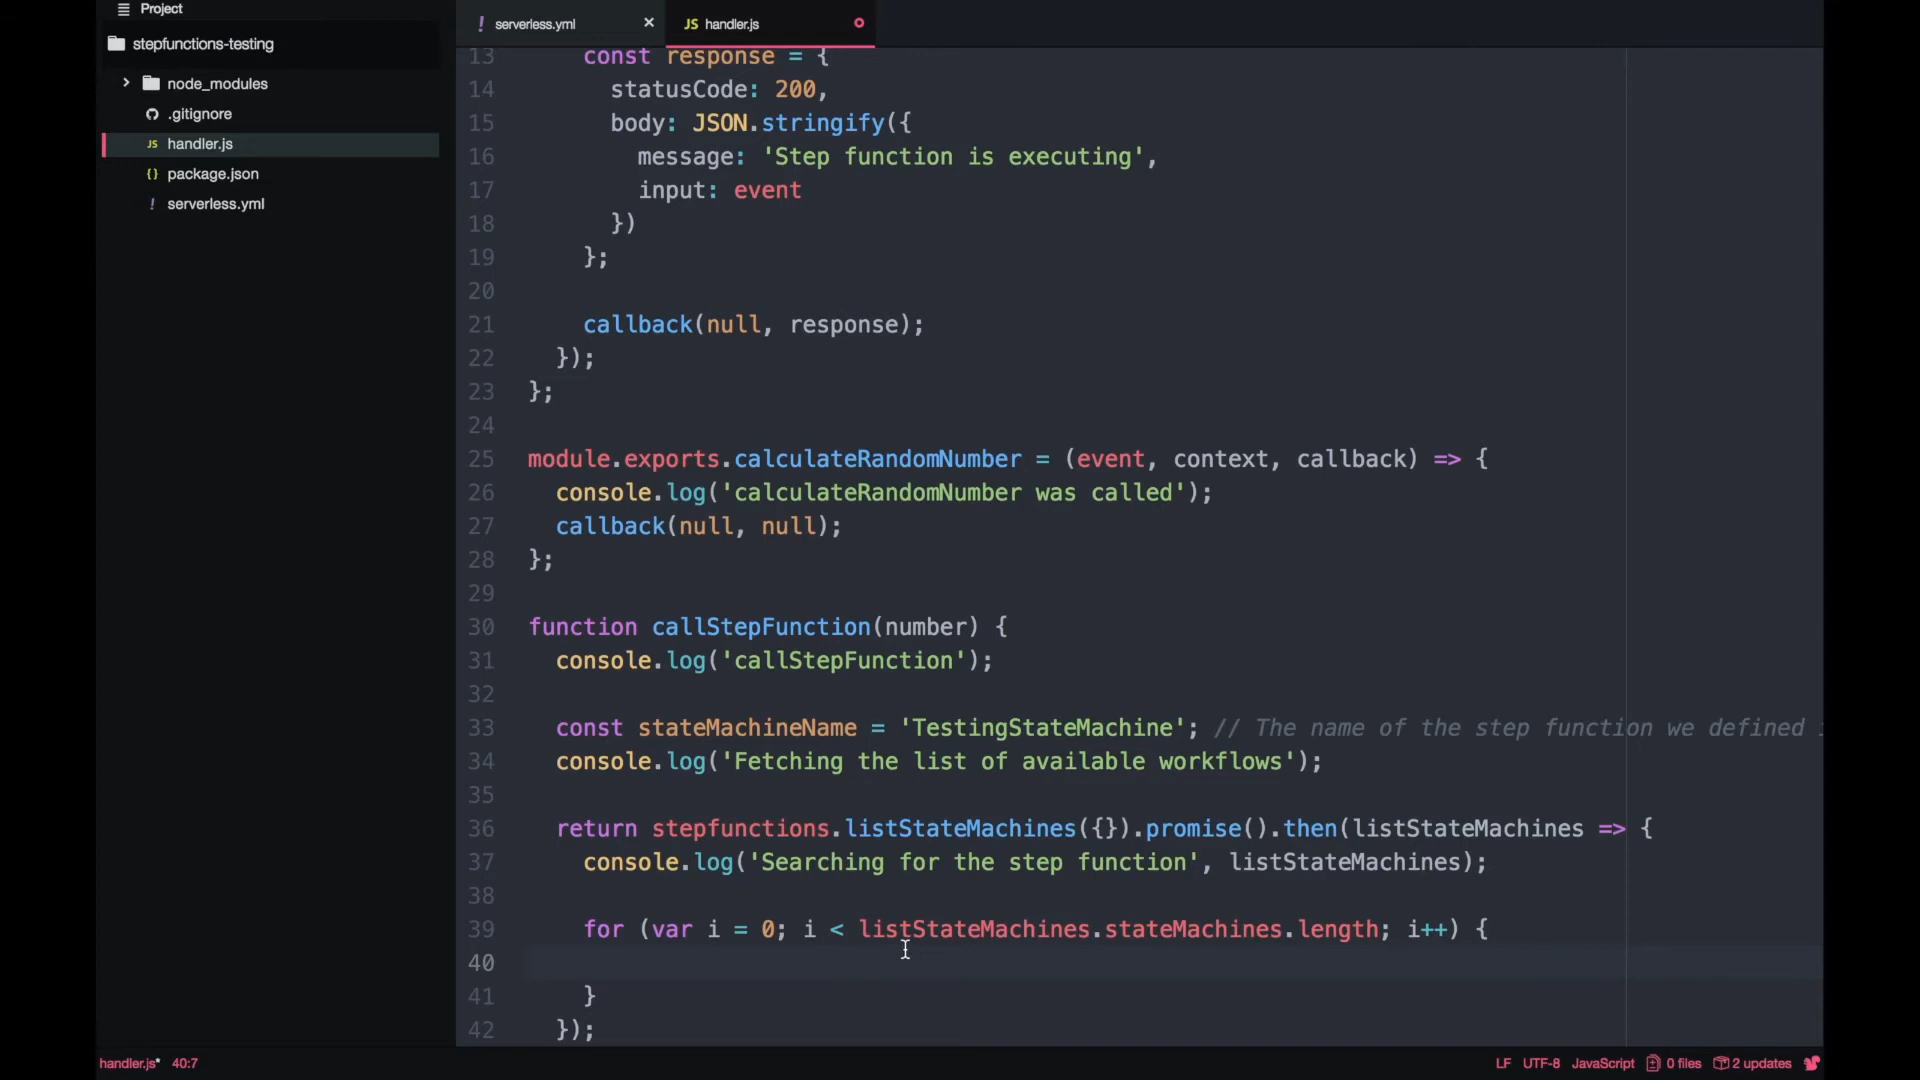 Project
stepfunctions-testing
node_modules
.gitignore
JS handler.js
{} package.json
! serverless.yml
! serverless.yml ×
JS handler.js
13 const response = {
14 statusCode: 200,
15 body: JSON.stringify({
16 message: 'Step function is executing',
17 input: event
18 })
19 };
20
21 callback(null, response);
22 });
23 };
24
25 module.exports.calculateRandomNumber = (event, context, callback) => {
26 console.log('calculateRandomNumber was called');
27 callback(null, null);
28 };
29
30 function callStepFunction(number) {
31 console.log('callStepFunction');
32
33 const stateMachineName = 'TestingStateMachine'; // The name of the step function we defined
34 console.log('Fetching the list of available workflows');
35
36 return stepfunctions.listStateMachines({}).promise().then(listStateMachines => {
37 console.log('Searching for the step function', listStateMachines);
38
39 for (var i = 0; i < listStateMachines.stateMachines.length; i++) {
40
41 }
42 });
handler.js* 40:7
LF UTF-8 JavaScript 0 files 2 updates